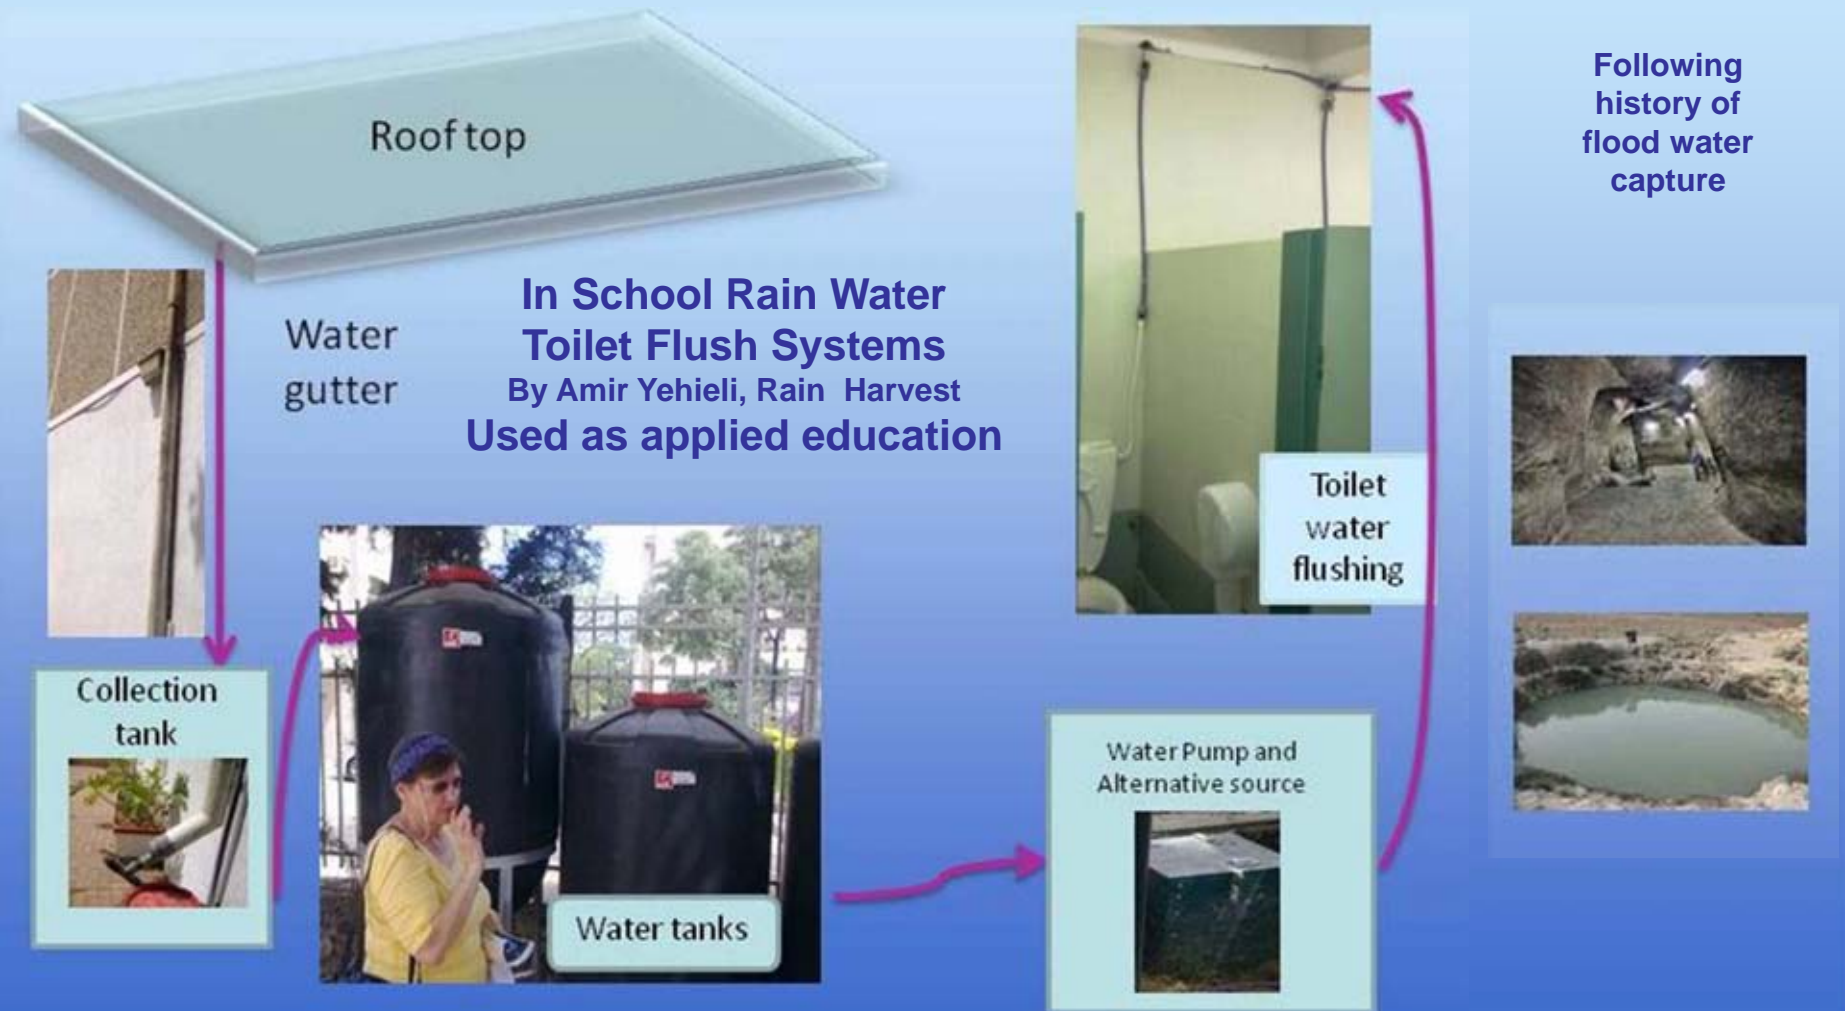 Roof top
Water
gutter
In School Rain Water
Toilet Flush Systems
By Amir Yehieli, Rain Harvest
Used as applied education
Collection
tank
Water tanks
Water Pump and
Alternative source
Toilet
water
flushing
Following
history of
flood water
capture